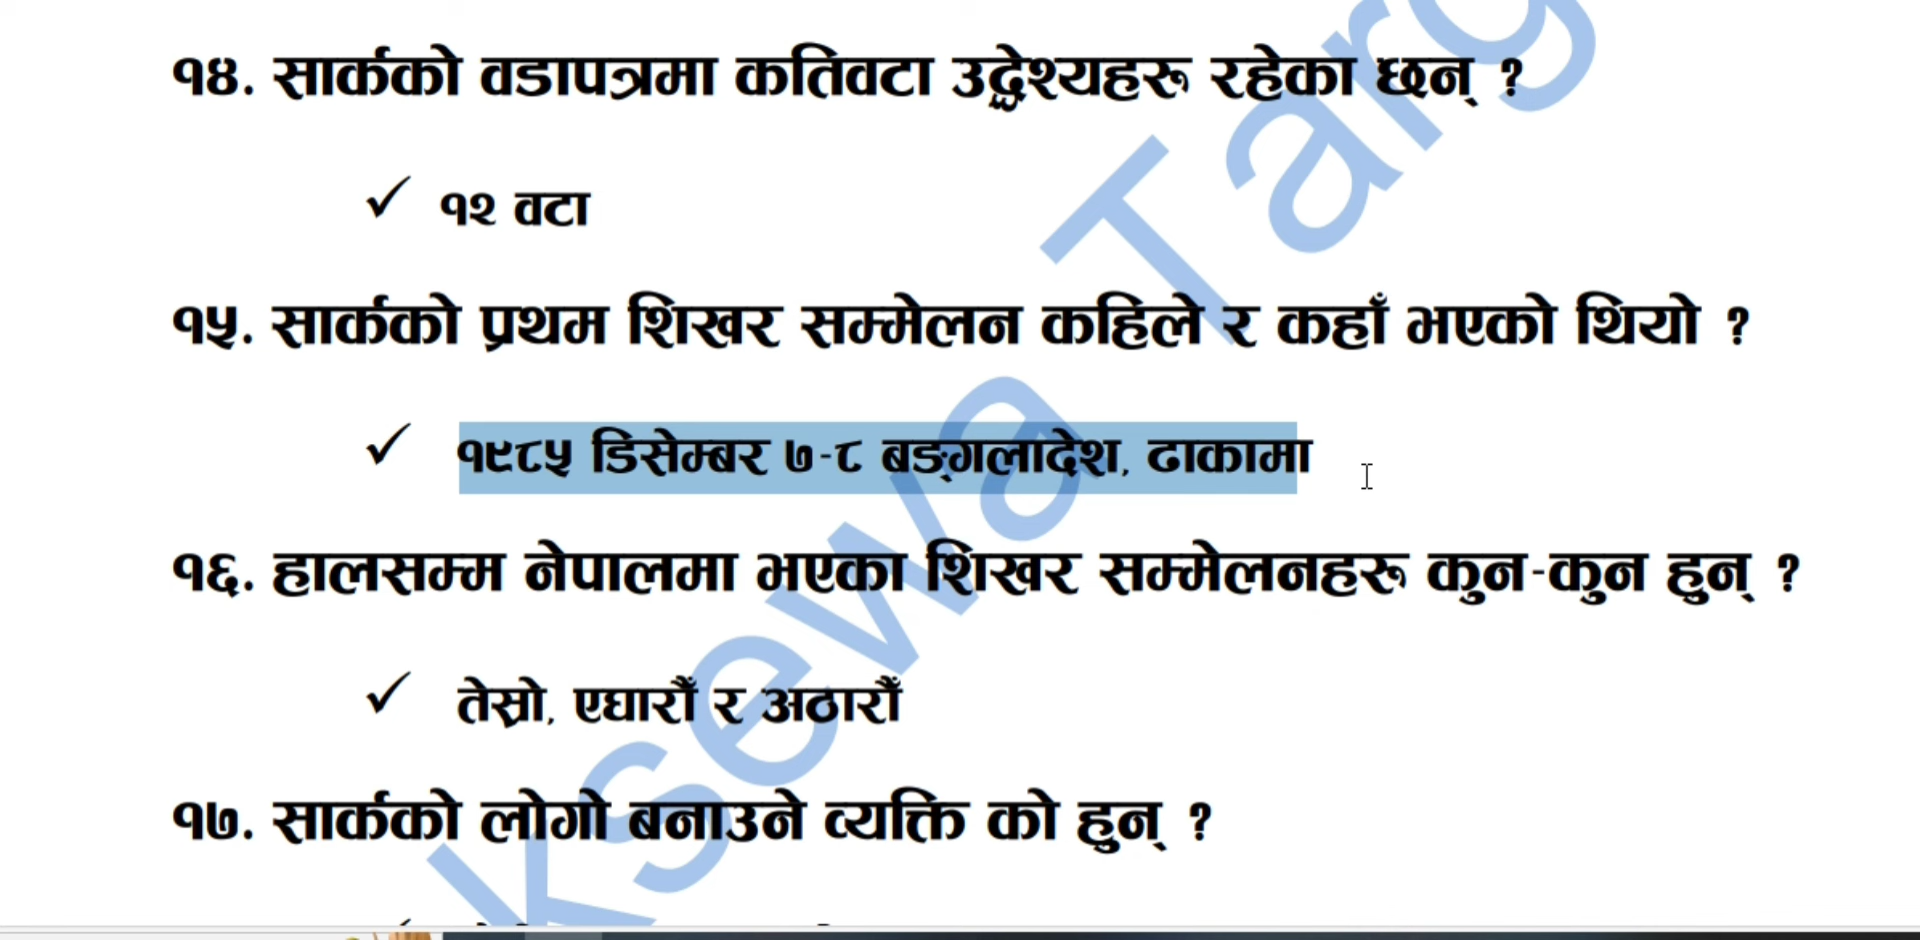 १४. सार्कको वडापत्रमा कतिवटा उद्धेश्यहरू रहेका छन् ?
✓ १२ वटा
१५. सार्कको प्रथम शिखर सम्मेलन कहिले र कहाँ भएको थियो ?
✓ १९८५ डिसेम्बर ७-८ बङ्गलादेश, ढाकामा
१६. हालसम्म नेपालमा भएका शिखर सम्मेलनहरू कुन-कुन हुन् ?
✓ तेस्रो, एघारौँ र अठारौँ
१७. सार्कको लोगो बनाउने व्यक्ति को हुन् ?
ksewa Targ